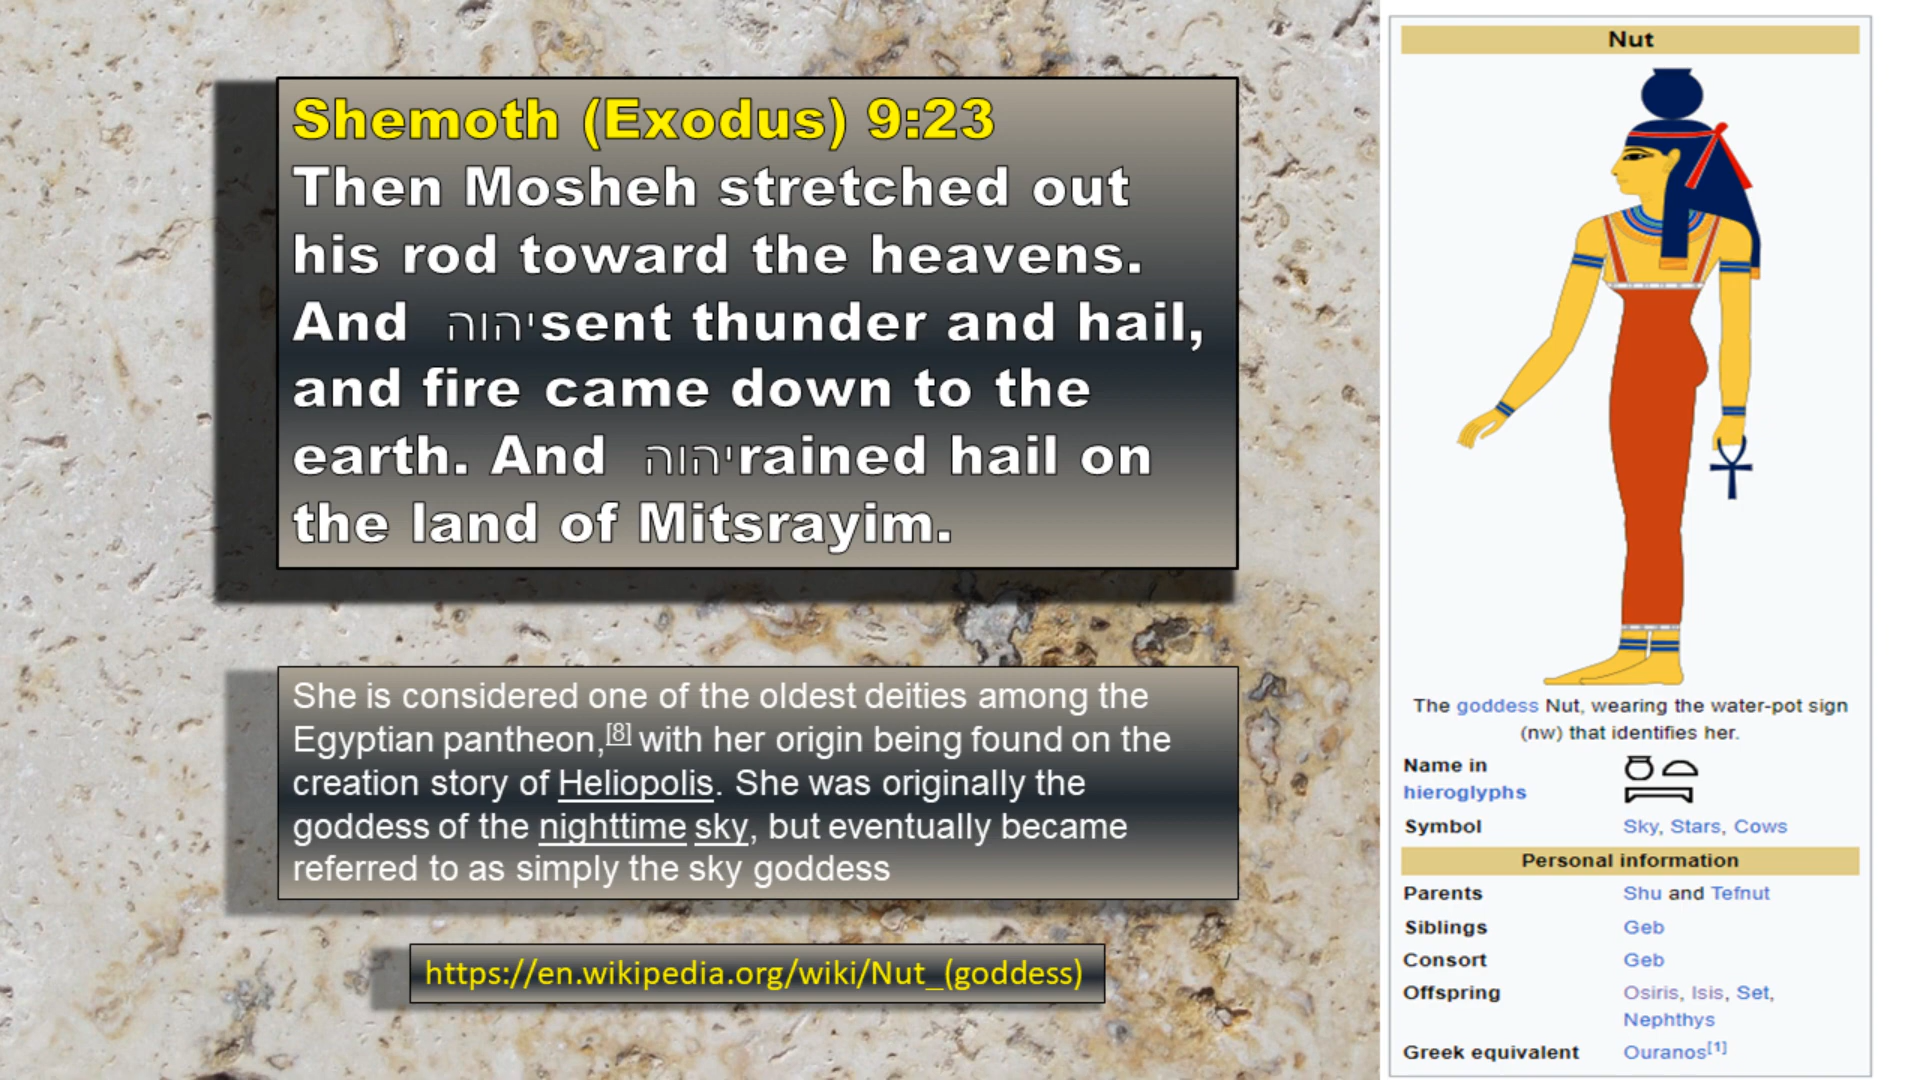 Shemoth (Exodus) 9:23
Then Mosheh stretched out
his rod toward the heavens.
And יהוה sent thunder and hail,
and fire came down to the
earth. And יהוה rained hail on
the land of Mitsrayim.
She is considered one of the oldest deities among the
Egyptian pantheon,[8] with her origin being found on the
creation story of Heliopolis. She was originally the
goddess of the nighttime sky, but eventually became
referred to as simply the sky goddess
https://en.wikipedia.org/wiki/Nut_(goddess)
Nut
The goddess Nut, wearing the water-pot sign
(nw) that identifies her.
Name in
hieroglyphs
Symbol Sky, Stars, Cows
Personal information
Parents Shu and Tefnut
Siblings Geb
Consort Geb
Offspring Osiris, Isis, Set,
Nephthys
Greek equivalent Ouranos[1]